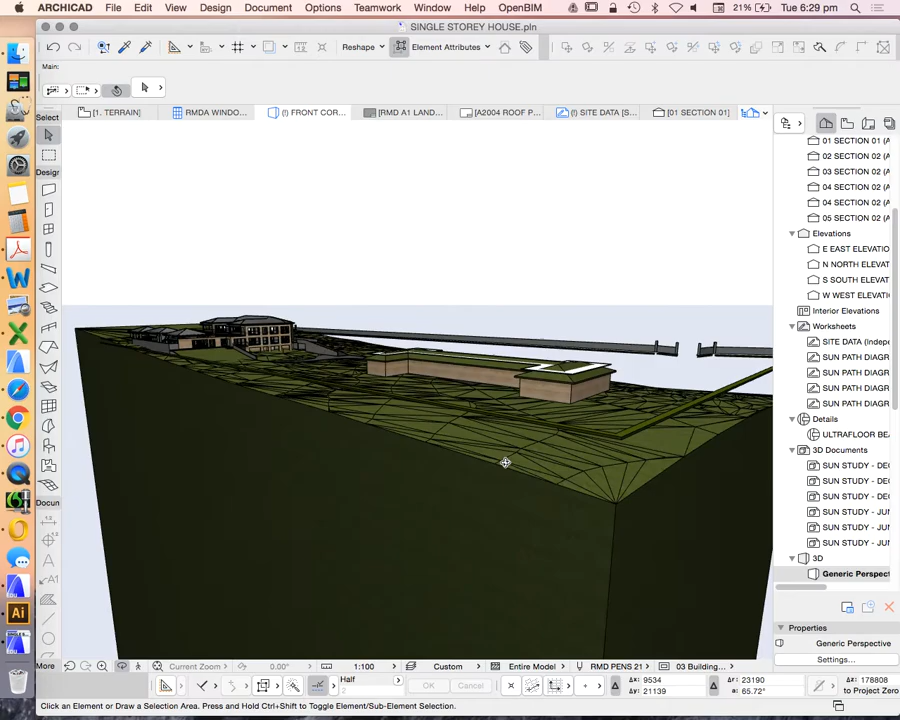 ARCHICAD File Edit View Design Document Options Teamwork Window OpenBIM 21% Tue 6:29 pm
SINGLE STOREY HOUSE.pln
Reshape Element Attributes
Main:
[1. TERRAIN] RMDA WINDO... (!) FRONT COR... [RMD A1 LAND... [A2004 ROOF P... (!) SITE DATA [S... [01 SECTION 01]
Select
Desigr
Docun
More
01 SECTION 01 (A
02 SECTION 02 (A
03 SECTION 02 (A
04 SECTION 02 (A
04 SECTION 02 (A
05 SECTION 02 (A
Elevations
E EAST ELEVATIO
N NORTH ELEVAT
S SOUTH ELEVAT
W WEST ELEVATI
Interior Elevations
Worksheets
SITE DATA (Indep
SUN PATH DIAGR
SUN PATH DIAGR
SUN PATH DIAGR
SUN PATH DIAGR
Details
ULTRAFLOOR BEA
3D Documents
SUN STUDY - DEC
SUN STUDY - DEC
SUN STUDY - DEC
SUN STUDY - JUN
SUN STUDY - JUN
SUN STUDY - JUN
3D
Generic Perspect
Properties
Generic Perspective
Settings...
Current Zoom 0.00° 1:100 Custom Entire Model RMD PENS 21 03 Building...
Half
2
OK Cancel
Δx: 9534
Δy: 21139
Δr: 23190
α: 65.72°
Δz: 178808
to Project Zero
Click an Element or Draw a Selection Area. Press and Hold Ctrl+Shift to Toggle Element/Sub-Element Selection.